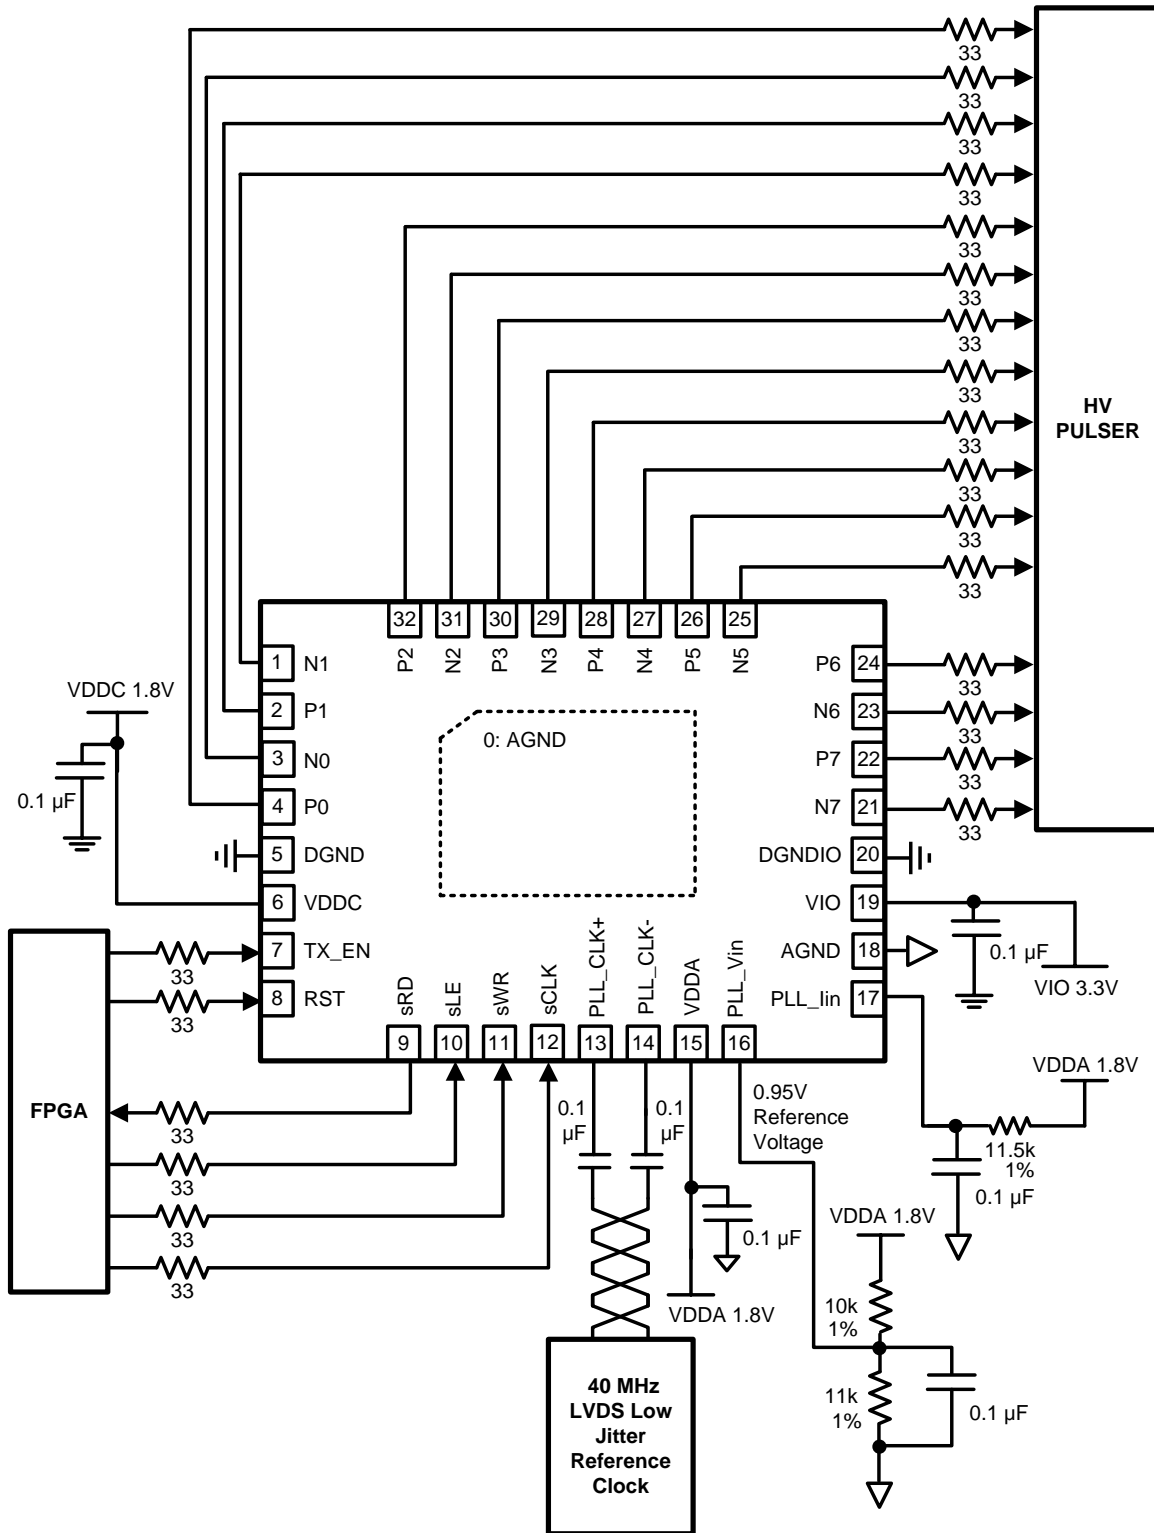 33
33
33
33
33
33
33
33
HV
PULSER
33
33
33
33
32
31
30
29
28
27
26
25
P2
N2
P3
N3
P4
N4
P5
N5
1
N1
P6
24
33
VDDC 1.8V
2
P1
N6
23
33
0: AGND
3
N0
P7
22
33
0.1 µF
4
P0
N7
21
33
5
DGND
DGNDIO
20
6
VDDC
VIO
19
33
7
TX_EN
AGND
18
0.1 µF
VIO 3.3V
33
8
RST
PLL_Iin
17
sRD
sLE
sWR
sCLK
PLL_CLK+
PLL_CLK-
VDDA
PLL_Vin
9
10
11
12
13
14
15
16
VDDA 1.8V
FPGA
33
33
33
33
0.1
µF
0.1
µF
0.95V
Reference
Voltage
11.5k
1%
0.1 µF
0.1 µF
VDDA 1.8V
VDDA 1.8V
10k
1%
11k
1%
0.1 µF
40 MHz
LVDS Low
Jitter
Reference
Clock